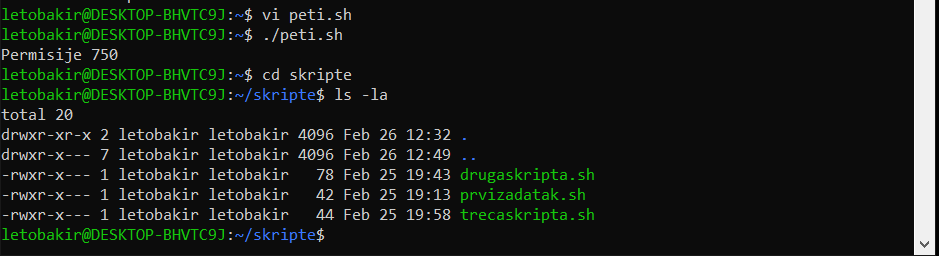 letobakir@DESKTOP-BHVTC9J:~$ vi peti.sh
letobakir@DESKTOP-BHVTC9J:~$ ./peti.sh
Permisije 750
letobakir@DESKTOP-BHVTC9J:~$ cd skripte
letobakir@DESKTOP-BHVTC9J:~/skripte$ ls -la
total 20
drwxr-xr-x 2 letobakir letobakir 4096 Feb 26 12:32 .
drwxr-x--- 7 letobakir letobakir 4096 Feb 26 12:49 ..
-rwxr-x--- 1 letobakir letobakir   78 Feb 25 19:43 drugaskripta.sh
-rwxr-x--- 1 letobakir letobakir   42 Feb 25 19:13 prvizadatak.sh
-rwxr-x--- 1 letobakir letobakir   44 Feb 25 19:58 trecaskripta.sh
letobakir@DESKTOP-BHVTC9J:~/skripte$